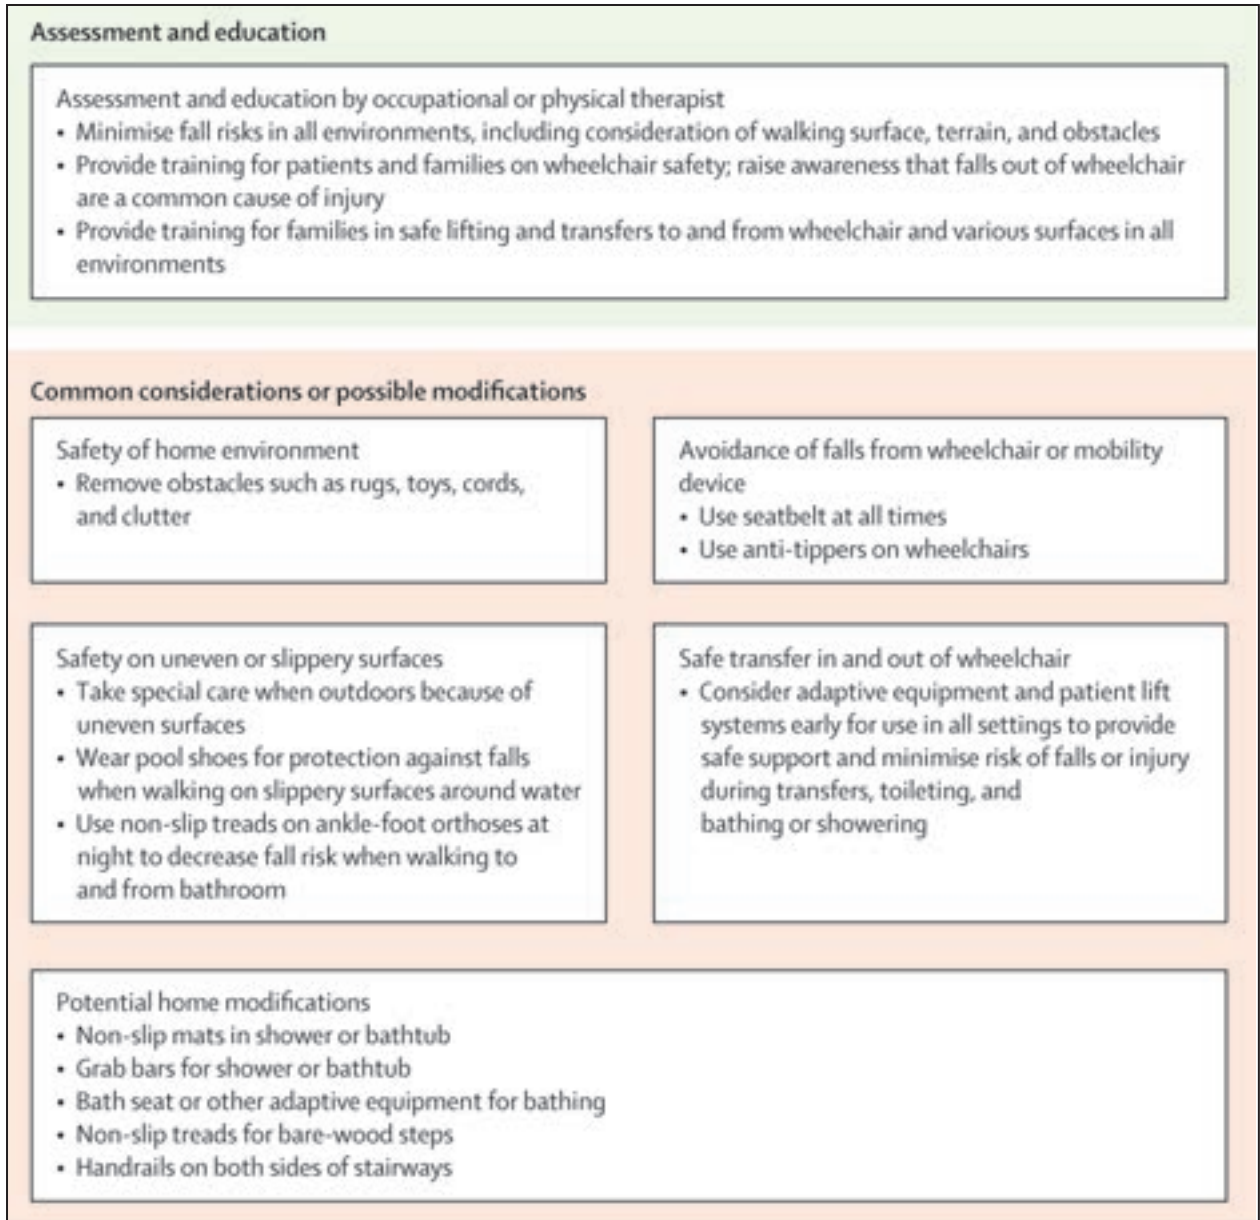 Assessment and education
Assessment and education by occupational or physical therapist
• Minimise fall risks in all environments, including consideration of walking surface, terrain, and obstacles
• Provide training for patients and families on wheelchair safety; raise awareness that falls out of wheelchair
are a common cause of injury
• Provide training for families in safe lifting and transfers to and from wheelchair and various surfaces in all
environments
Common considerations or possible modifications
Safety of home environment
• Remove obstacles such as rugs, toys, cords,
and clutter
Avoidance of falls from wheelchair or mobility
device
• Use seatbelt at all times
• Use anti-tippers on wheelchairs
Safety on uneven or slippery surfaces
• Take special care when outdoors because of
uneven surfaces
• Wear pool shoes for protection against falls
when walking on slippery surfaces around water
• Use non-slip treads on ankle-foot orthoses at
night to decrease fall risk when walking to
and from bathroom
Safe transfer in and out of wheelchair
• Consider adaptive equipment and patient lift
systems early for use in all settings to provide
safe support and minimise risk of falls or injury
during transfers, toileting, and
bathing or showering
Potential home modifications
• Non-slip mats in shower or bathtub
• Grab bars for shower or bathtub
• Bath seat or other adaptive equipment for bathing
• Non-slip treads for bare-wood steps
• Handrails on both sides of stairways